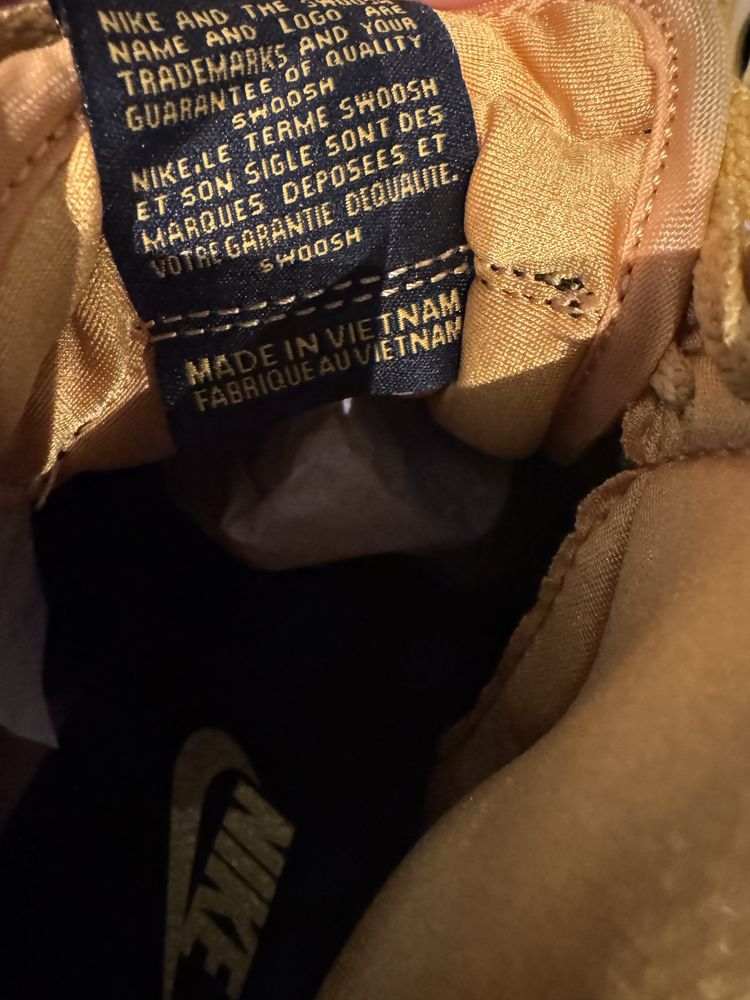 NIKE AND THE SWOOSH
NAME AND LOGO ARE
TRADEMARKS AND YOUR
GUARANTEE OF QUALITY
SWOOSH
NIKE,LE TERME SWOOSH
ET SON SIGLE SONT DES
MARQUES DEPOSEES ET
VOTRE GARANTIE DEQUALITE.
SWOOSH
MADE IN VIETNAM
FABRIQUE AU VIETNAM
NIKE